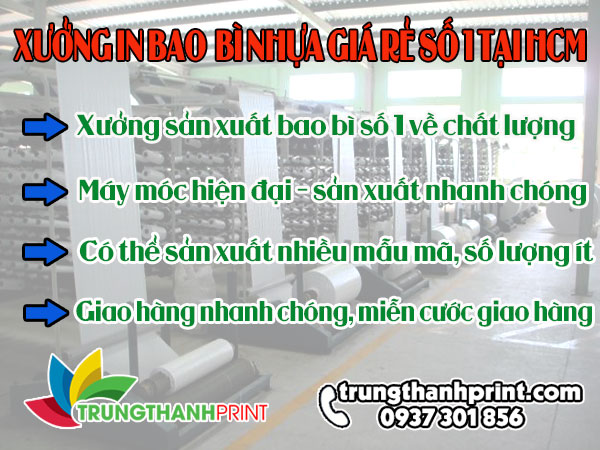 XƯỞNG IN BAO BÌ NHỰA GIÁ RẺ SỐ 1 TẠI HCM
Xưởng sản xuất bao bì số 1 về chất lượng
Máy móc hiện đại - sản xuất nhanh chóng
Có thể sản xuất nhiều mẫu mã, số lượng ít
Giao hàng nhanh chóng, miễn cước giao hàng
TRUNGTHANHPRINT
trungthanhprint.com
0937 301 856